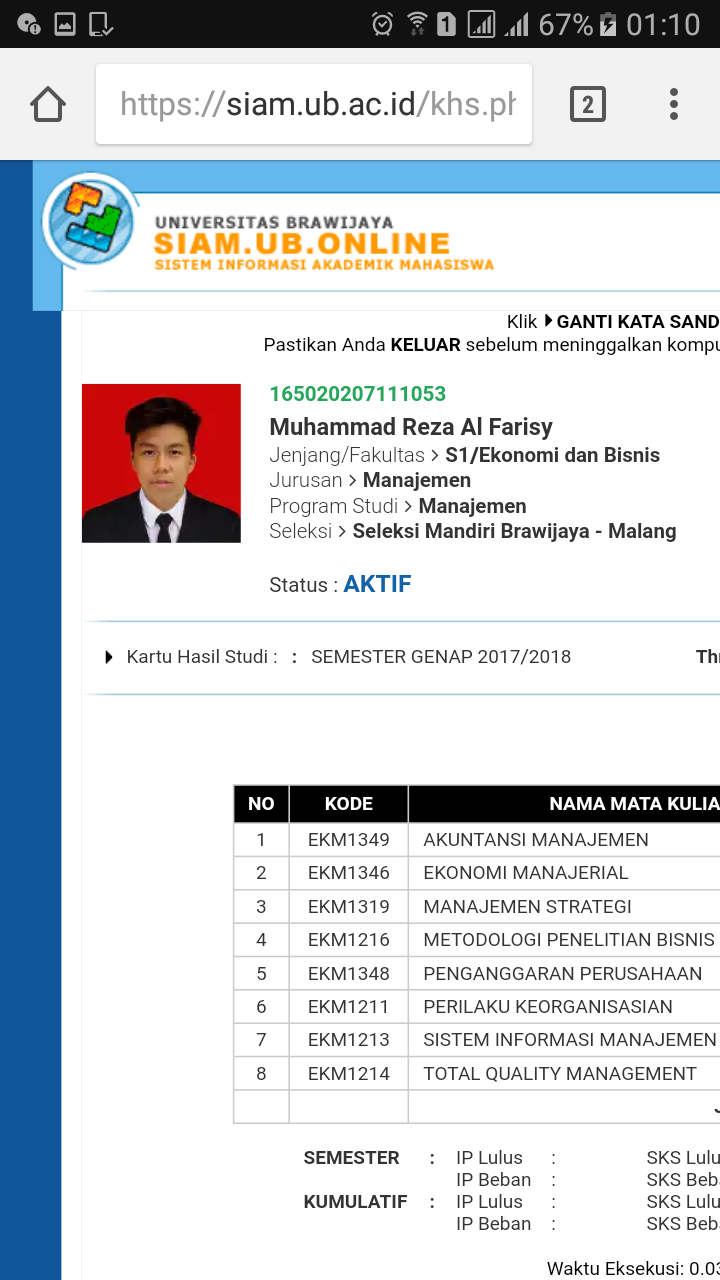 1 67% 01:10
https://siam.ub.ac.id/khs.ph
2
UNIVERSITAS BRAWIJAYA
SIAM.UB.ONLINE
SISTEM INFORMASI AKADEMIK MAHASISWA
Klik GANTI KATA SAND
Pastikan Anda KELUAR sebelum meninggalkan kompu
165020207111053
Muhammad Reza Al Farisy
Jenjang/Fakultas > S1/Ekonomi dan Bisnis
Jurusan > Manajemen
Program Studi > Manajemen
Seleksi > Seleksi Mandiri Brawijaya - Malang
Status : AKTIF
Kartu Hasil Studi : : SEMESTER GENAP 2017/2018 Th
NO KODE NAMA MATA KULIA
1 EKM1349 AKUNTANSI MANAJEMEN
2 EKM1346 EKONOMI MANAJERIAL
3 EKM1319 MANAJEMEN STRATEGI
4 EKM1216 METODOLOGI PENELITIAN BISNIS
5 EKM1348 PENGANGGARAN PERUSAHAAN
6 EKM1211 PERILAKU KEORGANISASIAN
7 EKM1213 SISTEM INFORMASI MANAJEMEN
8 EKM1214 TOTAL QUALITY MANAGEMENT
SEMESTER : IP Lulus : SKS Lulu
IP Beban : SKS Beb
KUMULATIF : IP Lulus : SKS Lulu
IP Beban : SKS Beb
Waktu Eksekusi: 0.03